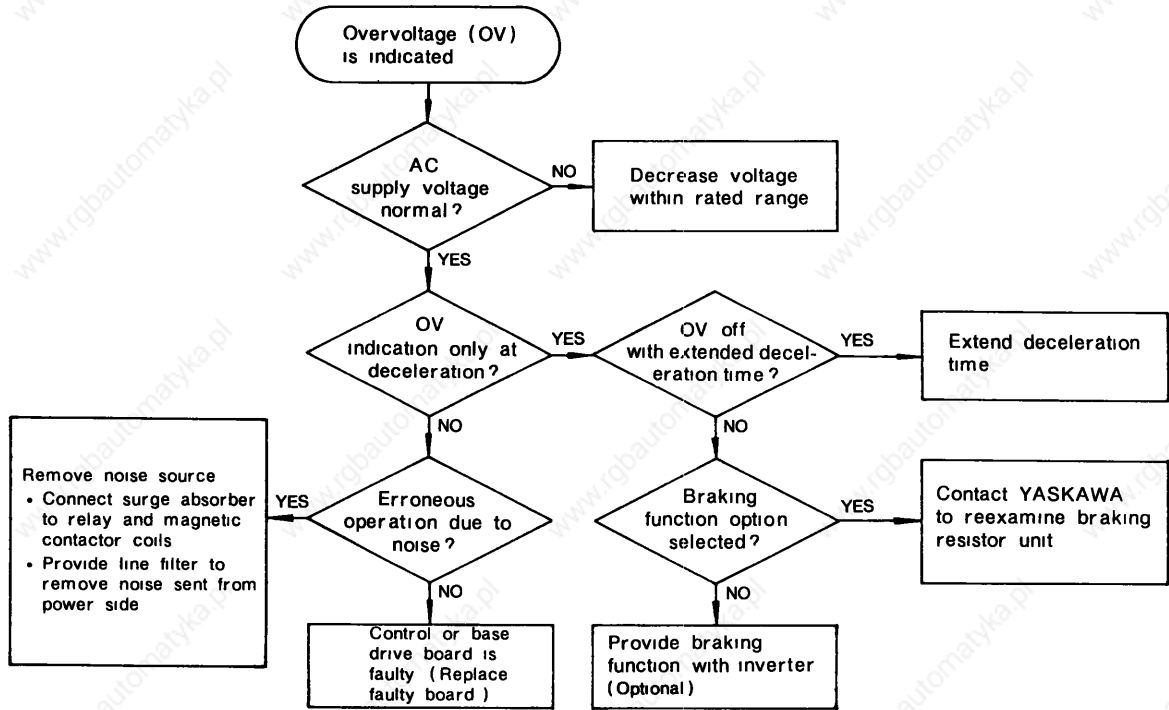 Overvoltage (OV)
is indicated
AC
supply voltage
normal?
NO
Decrease voltage
within rated range
YES
OV
indication only at
deceleration?
YES
OV off
with extended decel-
eration time?
YES
Extend deceleration
time
NO
NO
Remove noise source
• Connect surge absorber
to relay and magnetic
contactor coils
• Provide line filter to
remove noise sent from
power side
YES
Erroneous
operation due to
noise?
Braking
function option
selected?
YES
Contact YASKAWA
to reexamine braking
resistor unit
NO
NO
Control or base
drive board is
faulty (Replace
faulty board)
Provide braking
function with inverter
(Optional)
www.rgbautomatyka.pl